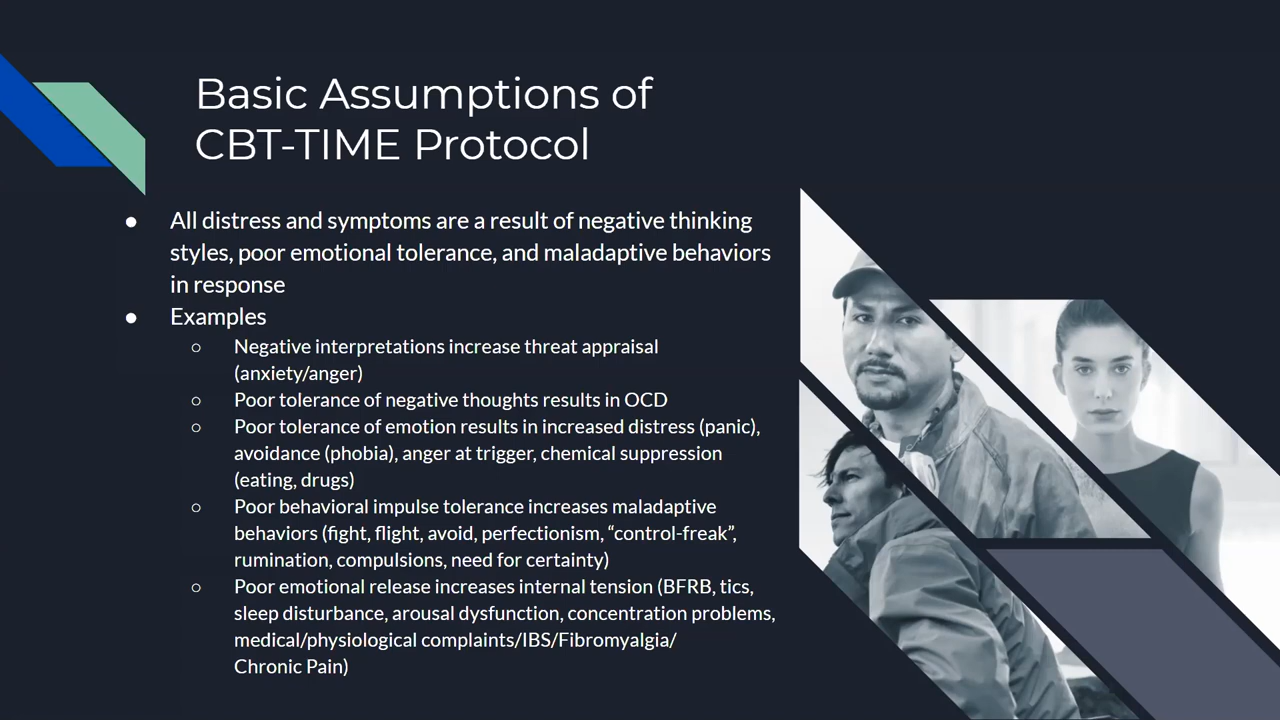 Basic Assumptions of
CBT-TIME Protocol
● All distress and symptoms are a result of negative thinking
styles, poor emotional tolerance, and maladaptive behaviors
in response
● Examples
○ Negative interpretations increase threat appraisal
(anxiety/anger)
○ Poor tolerance of negative thoughts results in OCD
○ Poor tolerance of emotion results in increased distress (panic),
avoidance (phobia), anger at trigger, chemical suppression
(eating, drugs)
○ Poor behavioral impulse tolerance increases maladaptive
behaviors (fight, flight, avoid, perfectionism, “control-freak”,
rumination, compulsions, need for certainty)
○ Poor emotional release increases internal tension (BFRB, tics,
sleep disturbance, arousal dysfunction, concentration problems,
medical/physiological complaints/IBS/Fibromyalgia/
Chronic Pain)